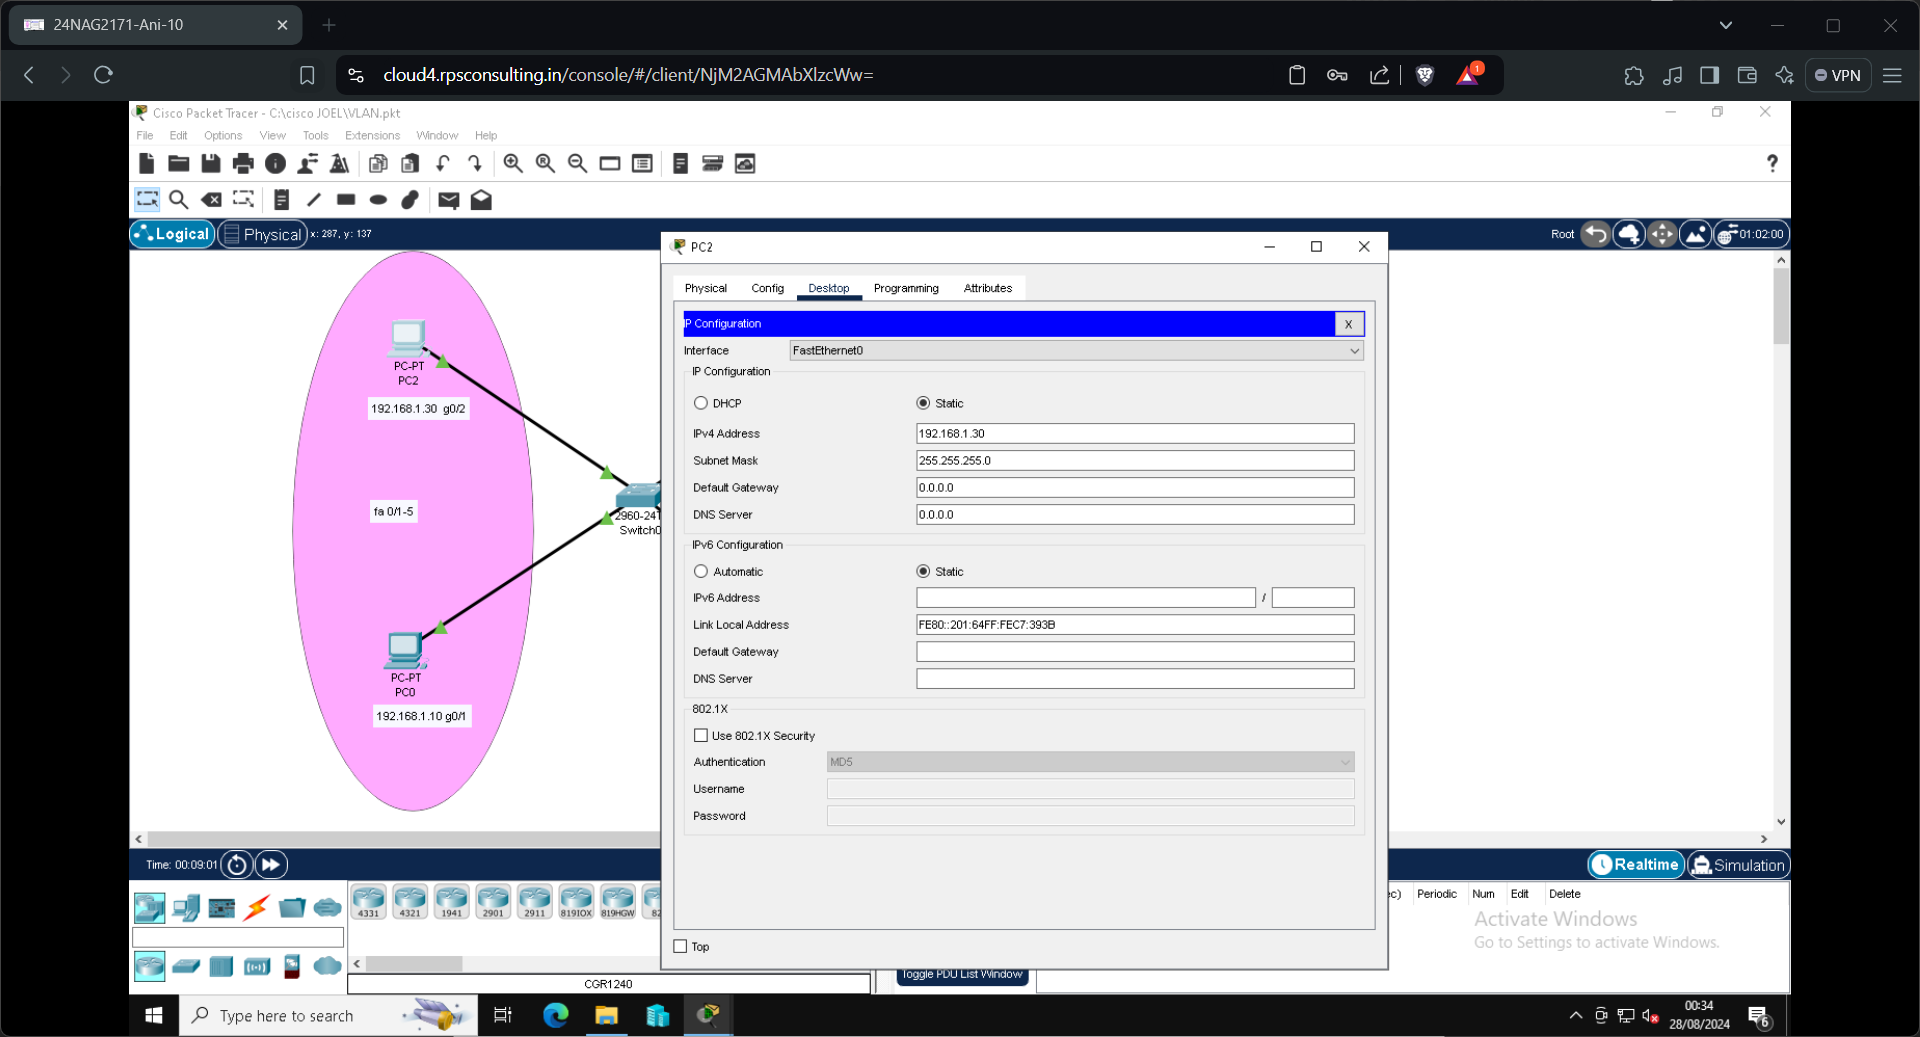 24NAG2171-Ani-10
cloud4.rpsconsulting.in/console/#/client/NjM2AGMAbXlzcWw=
1
VPN
Cisco Packet Tracer - C:\cisco JOEL\VLAN.pkt
File Edit Options View Tools Extensions Window Help
?
Logical Physical x: 287, y: 137
Root 01:02:00
PC2
Physical Config Desktop Programming Attributes
IP Configuration X
Interface FastEthernet0
IP Configuration
DHCP Static
IPv4 Address 192.168.1.30
Subnet Mask 255.255.255.0
Default Gateway 0.0.0.0
DNS Server 0.0.0.0
IPv6 Configuration
Automatic Static
IPv6 Address /
Link Local Address FE80::201:64FF:FEC7:393B
Default Gateway
DNS Server
802.1X
Use 802.1X Security
Authentication MD5
Username
Password
Top
PC-PT
PC2
192.168.1.30 g0/2
fa 0/1-5
2960-24T
Switch0
PC-PT
PC0
192.168.1.10 g0/1
Time: 00:09:01
Realtime Simulation
4331 4321 1941 2901 2911 819IOX 819HGW 82
CGR1240
ec) Periodic Num Edit Delete
Activate Windows
Go to Settings to activate Windows.
Toggle PDU List Window
Type here to search
00:34
28/08/2024
6